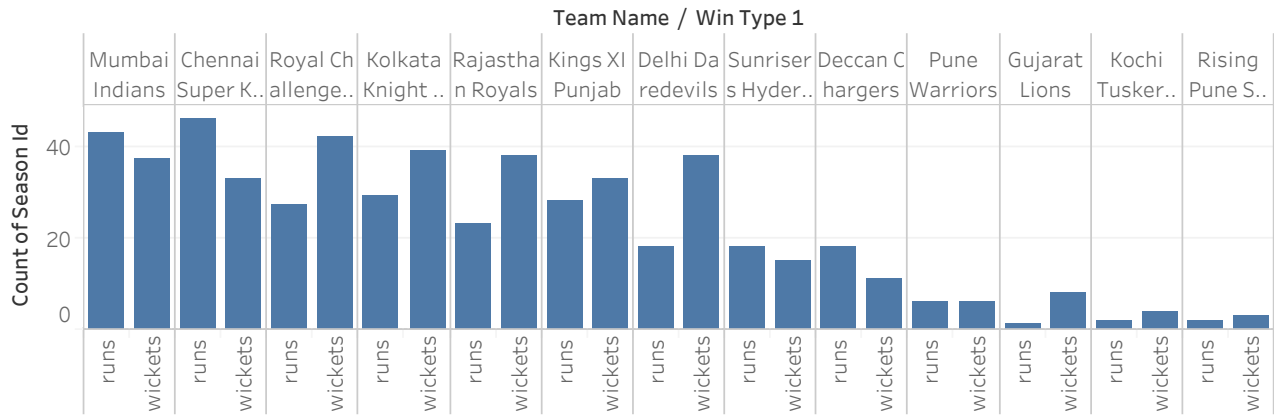 Team Name / Win Type 1
Mumbai Indians
Chennai Super K..
Royal Ch allenge..
Kolkata Knight ..
Rajastha n Royals
Kings XI Punjab
Delhi Da redevils
Sunriser s Hyder..
Deccan C hargers
Pune Warriors
Gujarat Lions
Kochi Tusker..
Rising Pune S..
Count of Season Id
40
20
0
runs
wickets
runs
wickets
runs
wickets
runs
wickets
runs
wickets
runs
wickets
runs
wickets
runs
wickets
runs
wickets
runs
wickets
runs
wickets
runs
wickets
runs
wickets